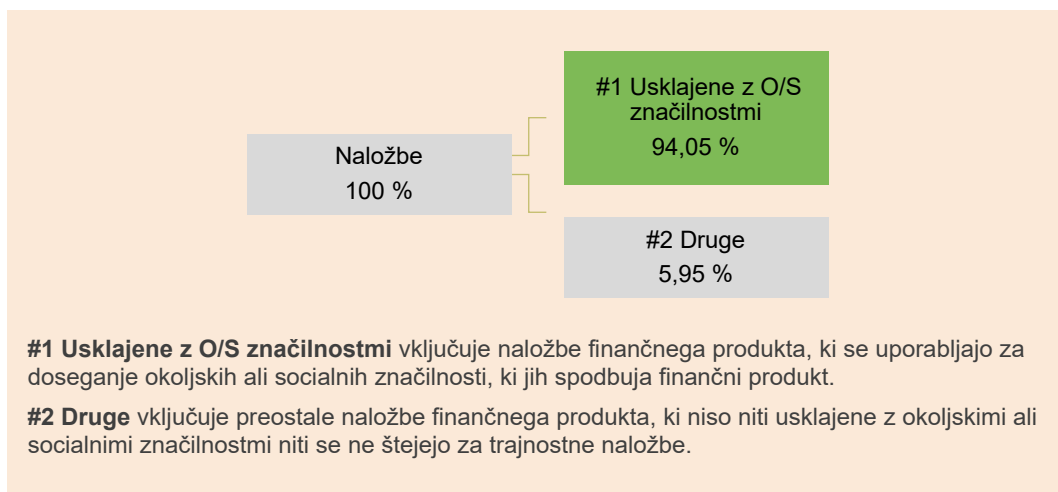 #1 Usklajene z O/S
značilnostmi
94,05 %
Naložbe
100 %
#2 Druge
5,95 %
#1 Usklajene z O/S značilnostmi vključuje naložbe finančnega produkta, ki se uporabljajo za
doseganje okoljskih ali socialnih značilnosti, ki jih spodbuja finančni produkt.
#2 Druge vključuje preostale naložbe finančnega produkta, ki niso niti usklajene z okoljskimi ali
socialnimi značilnostmi niti se ne štejejo za trajnostne naložbe.